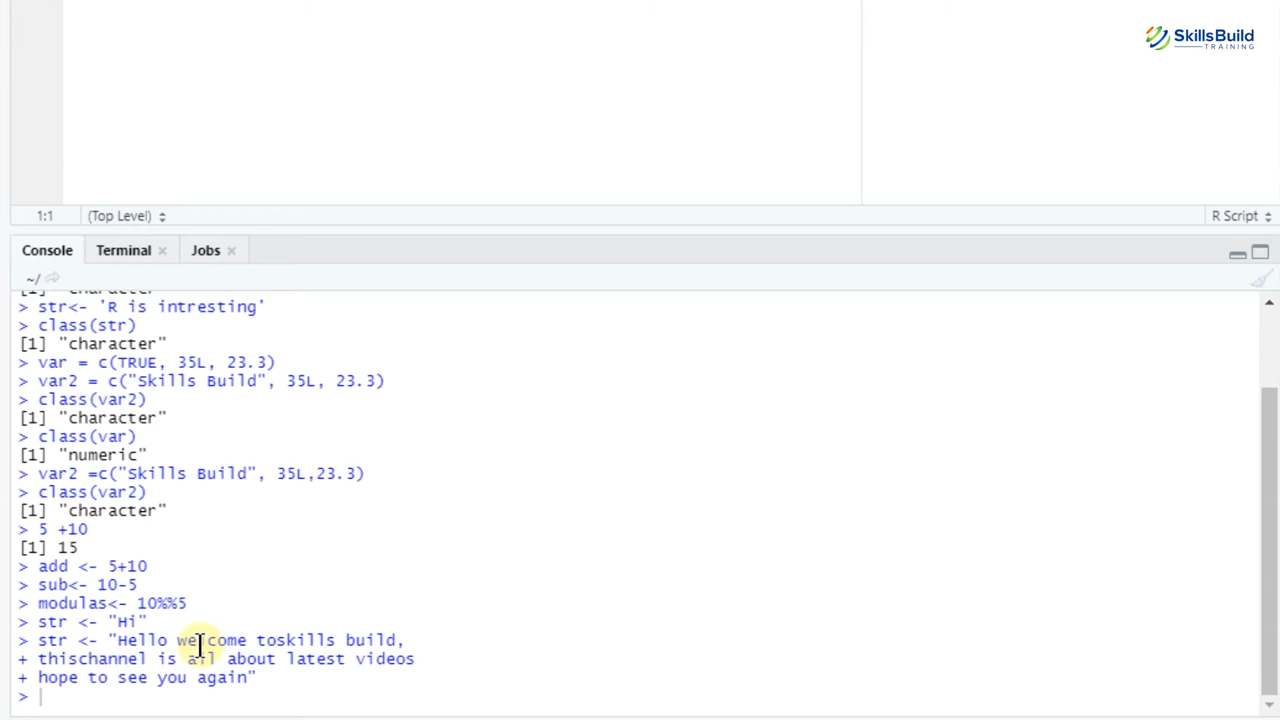 SkillsBuild
TRAINING
1:1 (Top Level) R Script
Console Terminal Jobs
~/
[1] "character"
> str<- 'R is intresting'
> class(str)
[1] "character"
> var = c(TRUE, 35L, 23.3)
> var2 = c("Skills Build", 35L, 23.3)
> class(var2)
[1] "character"
> class(var)
[1] "numeric"
> var2 =c("Skills Build", 35L,23.3)
> class(var2)
[1] "character"
> 5 +10
[1] 15
> add <- 5+10
> sub<- 10-5
> modulas<- 10%%5
> str <- "Hi"
> str <- "Hello welcome toskills build,
+ thischannel is all about latest videos
+ hope to see you again"
>